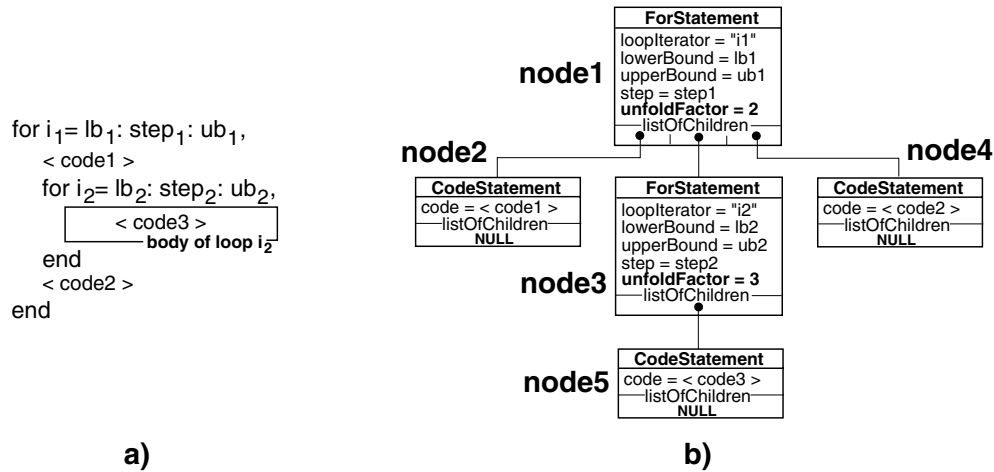 for i1= lb1: step1: ub1,
< code1 >
for i2= lb2: step2: ub2,
< code3 >
body of loop i2
end
< code2 >
end
a)
node1
ForStatement
loopIterator = "i1"
lowerBound = lb1
upperBound = ub1
step = step1
unfoldFactor = 2
listOfChildren
node2
CodeStatement
code = < code1 >
listOfChildren
NULL
node3
ForStatement
loopIterator = "i2"
lowerBound = lb2
upperBound = ub2
step = step2
unfoldFactor = 3
listOfChildren
node4
CodeStatement
code = < code2 >
listOfChildren
NULL
node5
CodeStatement
code = < code3 >
listOfChildren
NULL
b)